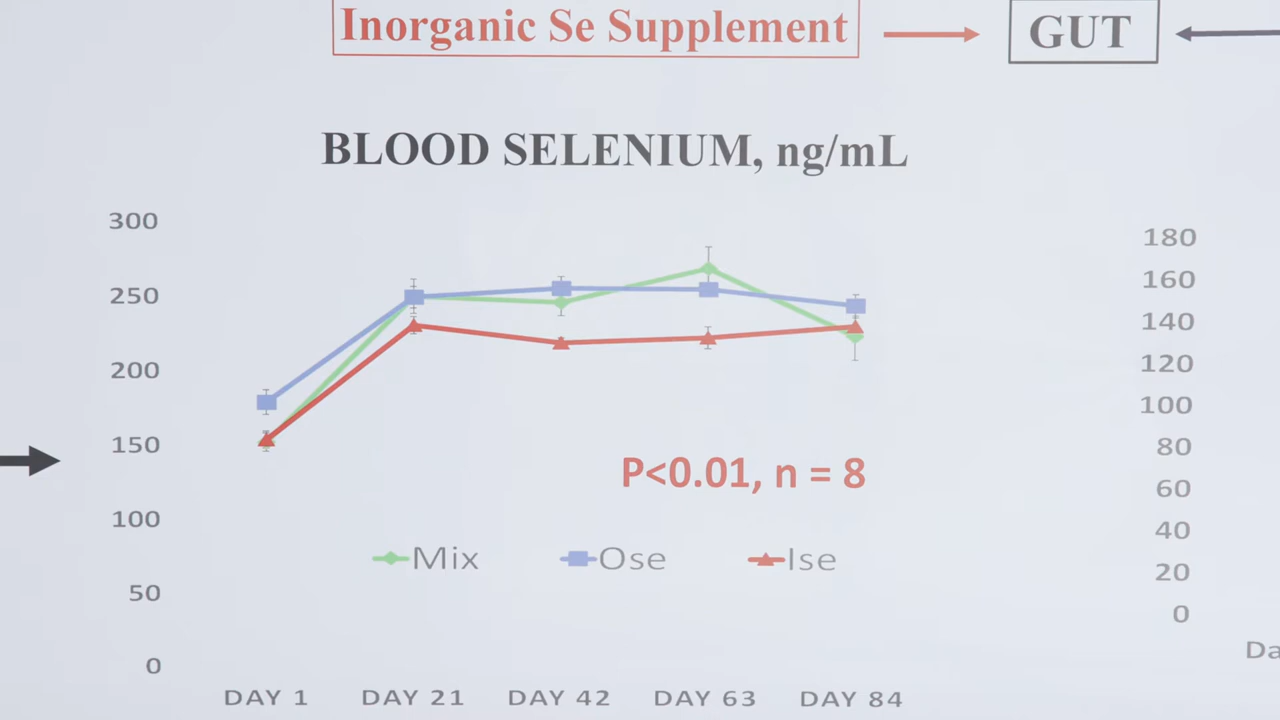 Inorganic Se Supplement
GUT
BLOOD SELENIUM, ng/mL
300
250
200
150
100
50
0
P<0.01, n = 8
Mix
Ose
Ise
DAY 1
DAY 21
DAY 42
DAY 63
DAY 84
180
160
140
120
100
80
60
40
20
0
Da